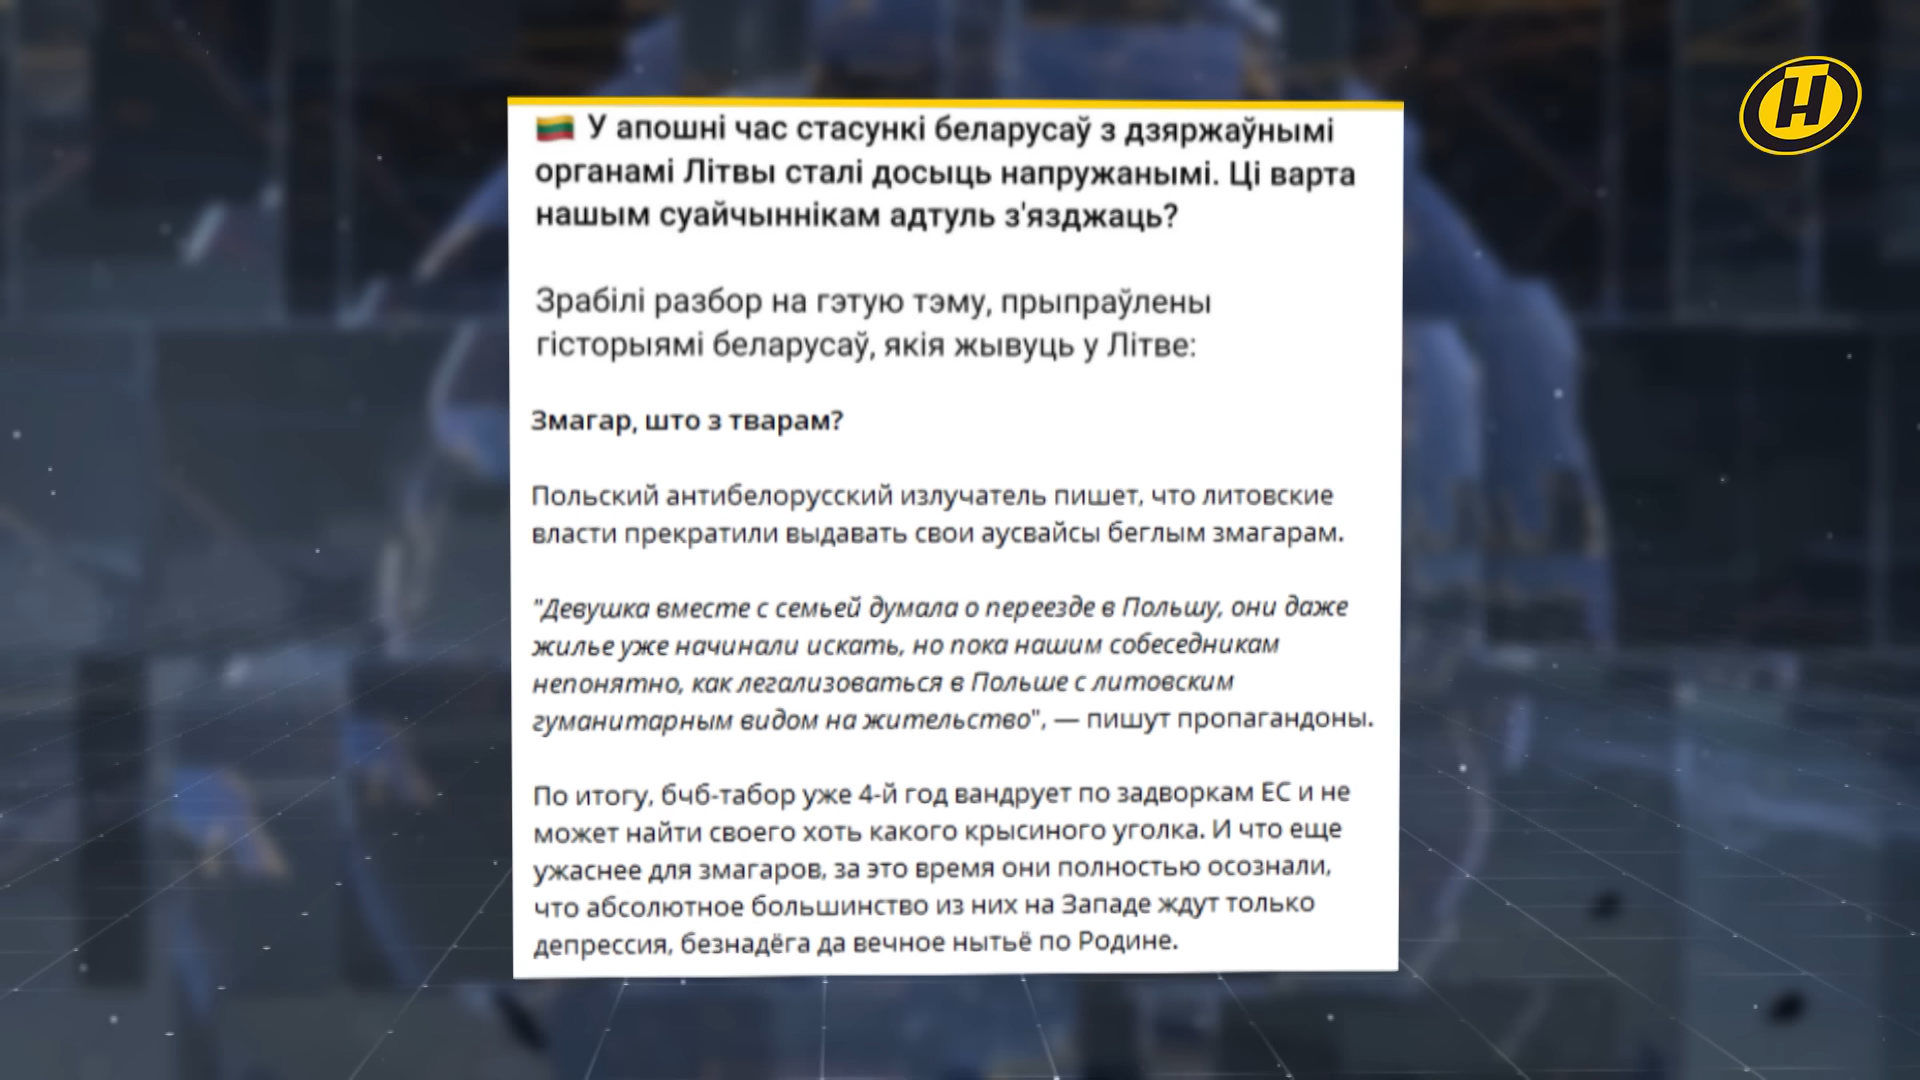 НТ
🇱🇹 У апошні час стасункі беларусаў з дзяржаўнымі
органамі Літвы сталі досыць напружанымі. Ці варта
нашым суайчыннікам адтуль з'язджаць?
Зрабілі разбор на гэтую тэму, прыпраўлены
гісторыямі беларусаў, якія жывуць у Літве:
Змагар, што з тварам?
Польский антибелорусский излучатель пишет, что литовские
власти прекратили выдавать свои аусвайсы беглым змагарам.
"Девушка вместе с семьей думала о переезде в Польшу, они даже
жилье уже начинали искать, но пока нашим собеседникам
непонятно, как легализоваться в Польше с литовским
гуманитарным видом на жительство", — пишут пропагандоны.
По итогу, бчб-табор уже 4-й год вандрует по задворкам ЕС и не
может найти своего хоть какого крысиного уголка. И что еще
ужаснее для змагаров, за это время они полностью осознали,
что абсолютное большинство из них на Западе ждут только
депрессия, безнадёга да вечное нытьё по Родине.